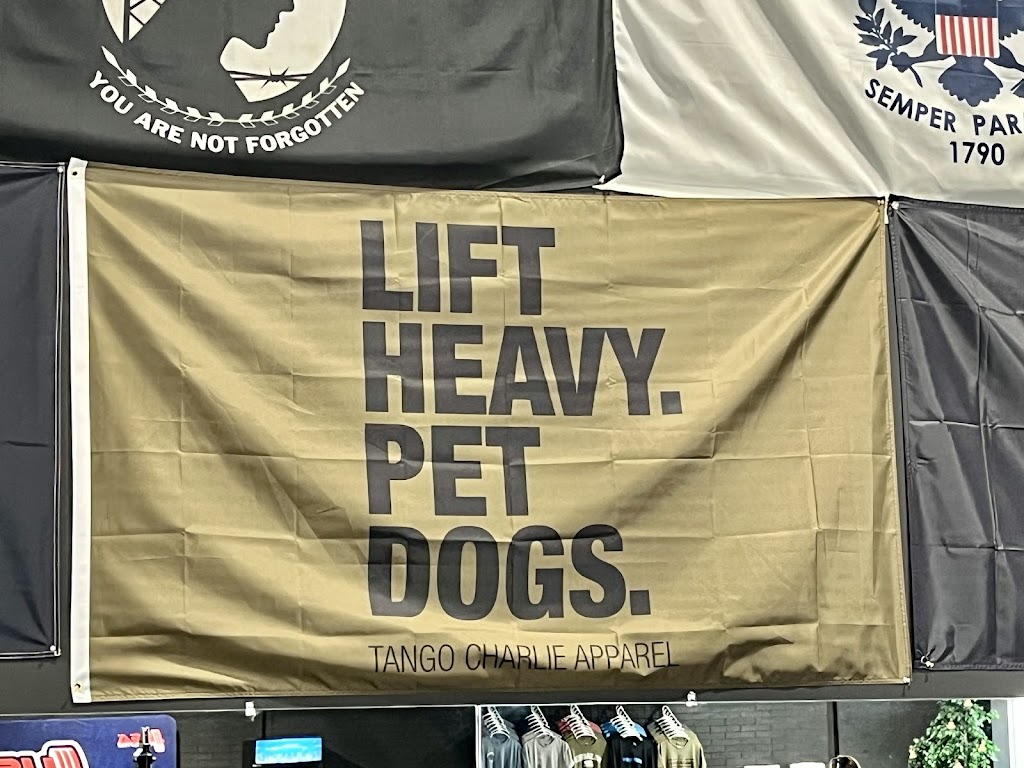 YOU ARE NOT FORGOTTEN
SEMPER PAR
1790
LIFT
HEAVY.
PET
DOGS.
TANGO CHARLIE APPAREL